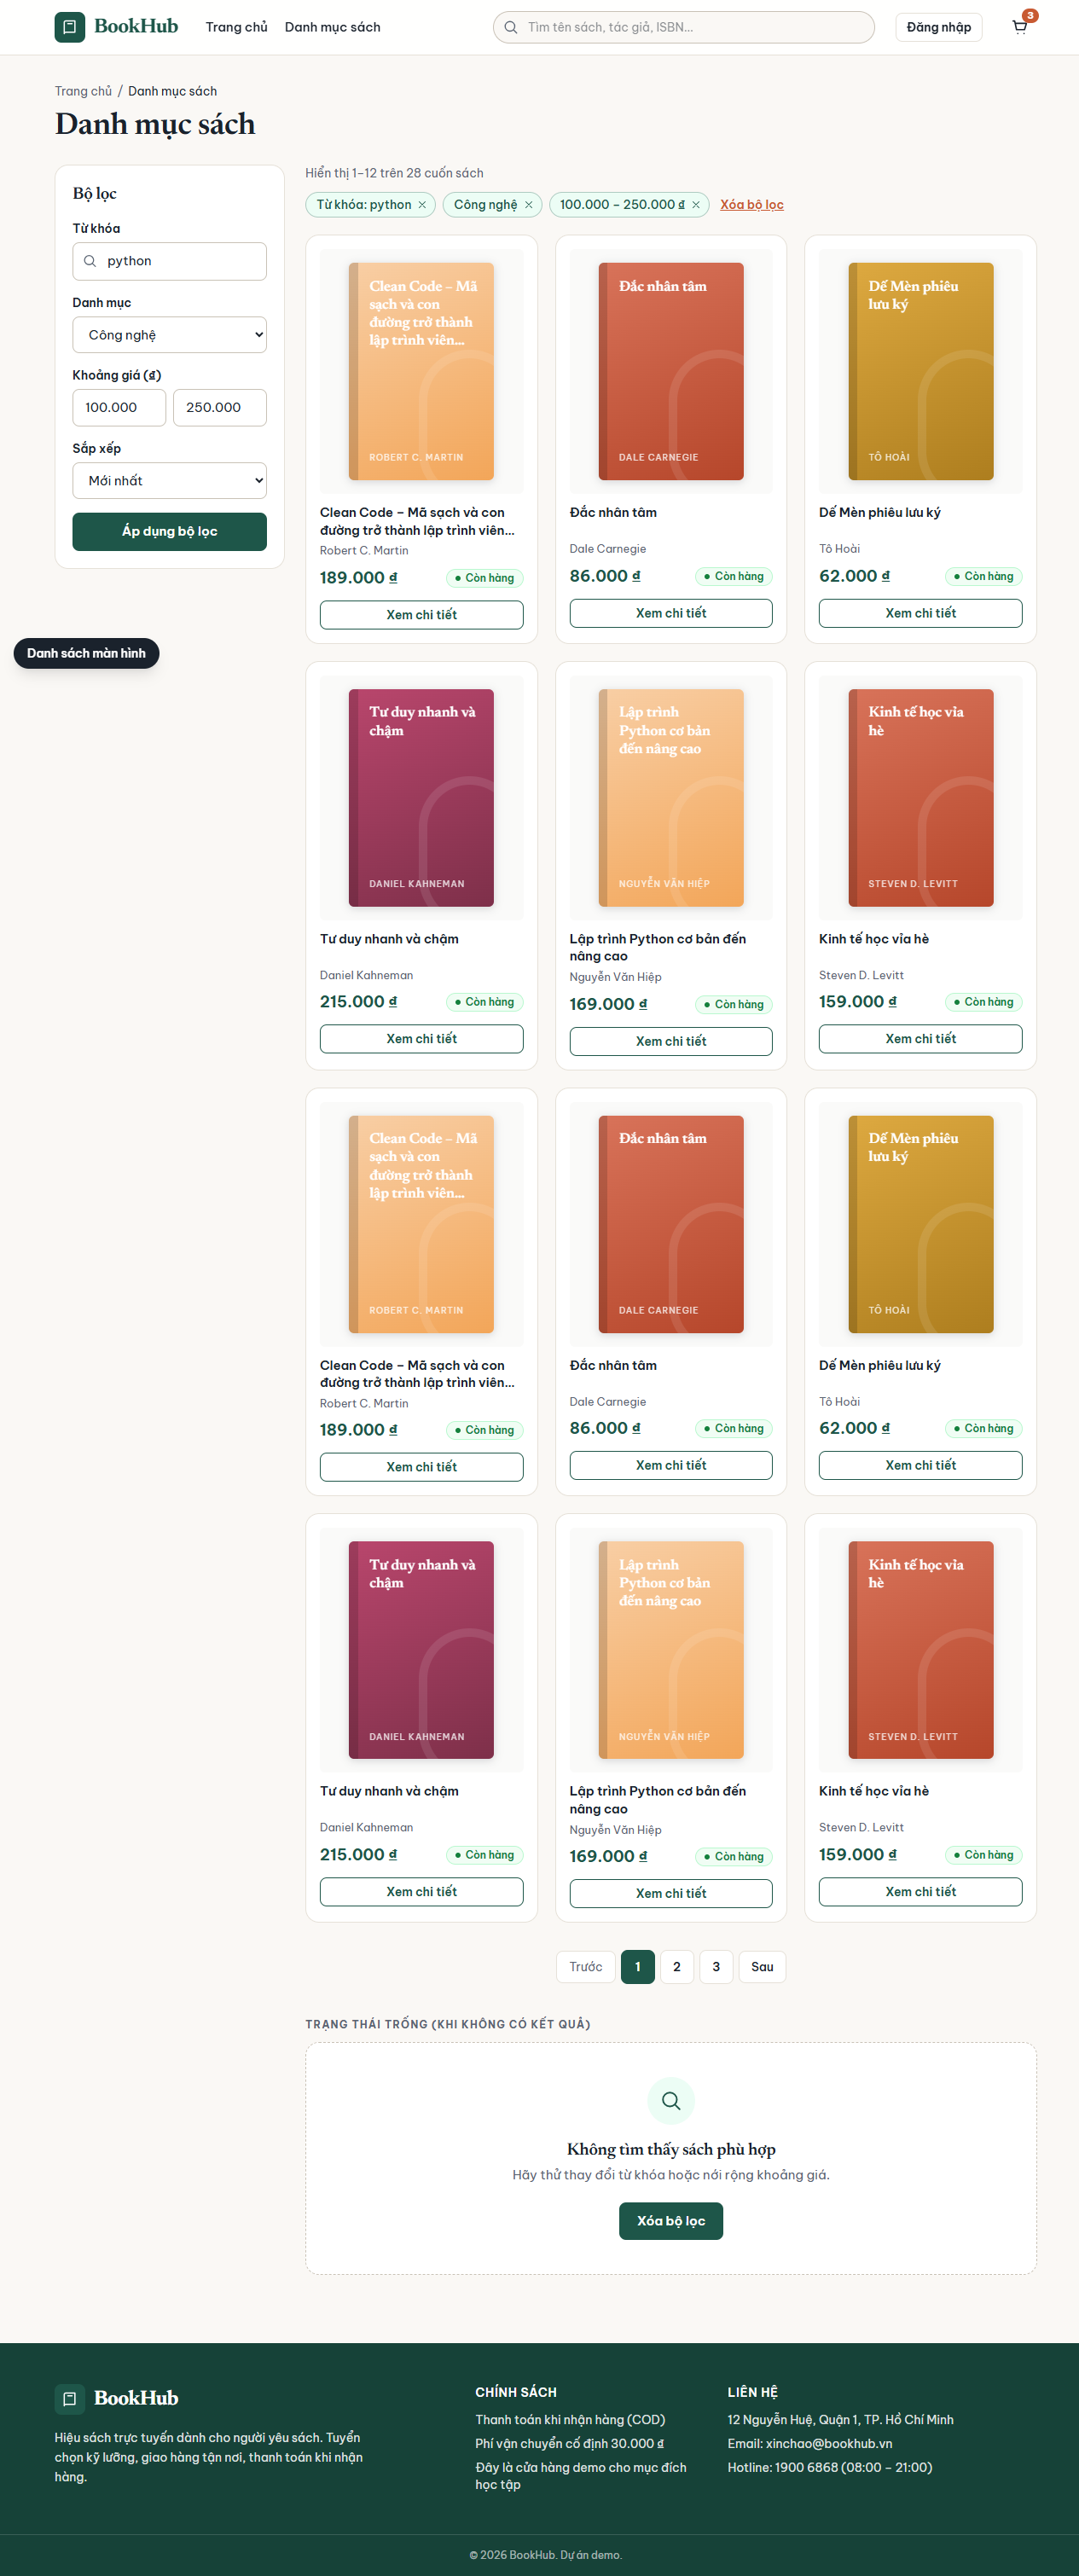 BookHub
Trang chủ
Danh mục sách
Tìm tên sách, tác giả, ISBN...
Đăng nhập
3
Trang chủ / Danh mục sách
Danh mục sách
Bộ lọc
Từ khóa
python
Danh mục
Công nghệ
Khoảng giá (₫)
100.000
250.000
Sắp xếp
Mới nhất
Áp dụng bộ lọc
Danh sách màn hình
Hiển thị 1–12 trên 28 cuốn sách
Từ khóa: python ×
Công nghệ ×
100.000 – 250.000 ₫ ×
Xóa bộ lọc
Clean Code – Mã
sạch và con
đường trở thành
lập trình viên...
ROBERT C. MARTIN
Clean Code – Mã sạch và con
đường trở thành lập trình viên...
Robert C. Martin
189.000 ₫
Còn hàng
Xem chi tiết
Đắc nhân tâm
DALE CARNEGIE
Đắc nhân tâm
Dale Carnegie
86.000 ₫
Còn hàng
Xem chi tiết
Dế Mèn phiêu
lưu ký
TÔ HOÀI
Dế Mèn phiêu lưu ký
Tô Hoài
62.000 ₫
Còn hàng
Xem chi tiết
Tư duy nhanh và
chậm
DANIEL KAHNEMAN
Tư duy nhanh và chậm
Daniel Kahneman
215.000 ₫
Còn hàng
Xem chi tiết
Lập trình
Python cơ bản
đến nâng cao
NGUYỄN VĂN HIỆP
Lập trình Python cơ bản đến
nâng cao
Nguyễn Văn Hiệp
169.000 ₫
Còn hàng
Xem chi tiết
Kinh tế học vỉa
hè
STEVEN D. LEVITT
Kinh tế học vỉa hè
Steven D. Levitt
159.000 ₫
Còn hàng
Xem chi tiết
Clean Code – Mã
sạch và con
đường trở thành
lập trình viên...
ROBERT C. MARTIN
Clean Code – Mã sạch và con
đường trở thành lập trình viên...
Robert C. Martin
189.000 ₫
Còn hàng
Xem chi tiết
Đắc nhân tâm
DALE CARNEGIE
Đắc nhân tâm
Dale Carnegie
86.000 ₫
Còn hàng
Xem chi tiết
Dế Mèn phiêu
lưu ký
TÔ HOÀI
Dế Mèn phiêu lưu ký
Tô Hoài
62.000 ₫
Còn hàng
Xem chi tiết
Tư duy nhanh và
chậm
DANIEL KAHNEMAN
Tư duy nhanh và chậm
Daniel Kahneman
215.000 ₫
Còn hàng
Xem chi tiết
Lập trình
Python cơ bản
đến nâng cao
NGUYỄN VĂN HIỆP
Lập trình Python cơ bản đến
nâng cao
Nguyễn Văn Hiệp
169.000 ₫
Còn hàng
Xem chi tiết
Kinh tế học vỉa
hè
STEVEN D. LEVITT
Kinh tế học vỉa hè
Steven D. Levitt
159.000 ₫
Còn hàng
Xem chi tiết
Trước 1 2 3 Sau
TRẠNG THÁI TRỐNG (KHI KHÔNG CÓ KẾT QUẢ)
Không tìm thấy sách phù hợp
Hãy thử thay đổi từ khóa hoặc nới rộng khoảng giá.
Xóa bộ lọc
BookHub
Hiệu sách trực tuyến dành cho người yêu sách. Tuyển
chọn kỹ lưỡng, giao hàng tận nơi, thanh toán khi nhận
hàng.
CHÍNH SÁCH
Thanh toán khi nhận hàng (COD)
Phí vận chuyển cố định 30.000 ₫
Đây là cửa hàng demo cho mục đích
học tập
LIÊN HỆ
12 Nguyễn Huệ, Quận 1, TP. Hồ Chí Minh
Email: xinchao@bookhub.vn
Hotline: 1900 6868 (08:00 – 21:00)
© 2026 BookHub. Dự án demo.